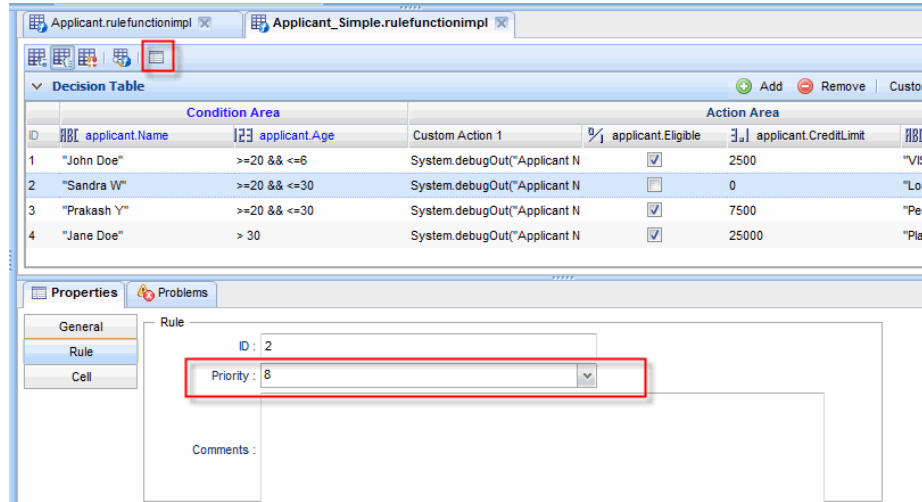 Applicant.rulefunctionimpl Applicant_Simple.rulefunctionimpl
Decision Table Add Remove Custo
Condition Area Action Area
ID applicant.Name applicant.Age Custom Action 1 applicant.Eligible applicant.CreditLimit
1 "John Doe" >=20 && <=6 System.debugOut("Applicant N 2500 "VIS
2 "Sandra W" >=20 && <=30 System.debugOut("Applicant N 0 "Lo
3 "Prakash Y" >=20 && <=30 System.debugOut("Applicant N 7500 "Pe
4 "Jane Doe" > 30 System.debugOut("Applicant N 25000 "Pla
Properties Problems
General Rule
ID : 2
Rule
Priority : 8
Cell
Comments :